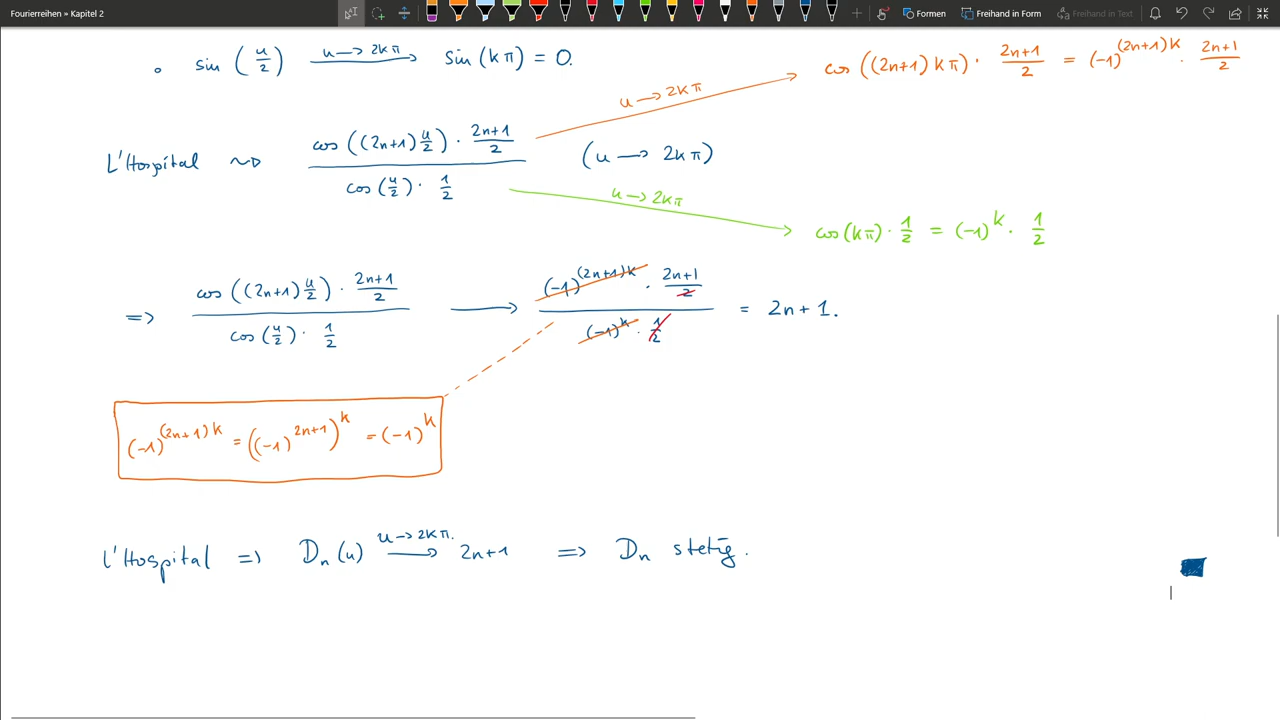 Fourierreihen » Kapitel 2
Formen
Freihand in Form
Freihand in Text
∘ sin (u/2) u → 2kπ ⟶ sin (kπ) = 0.
u → 2kπ
cos ((2n+1) kπ) · (2n+1)/2 = (-1)^((2n+1)k) · (2n+1)/2
L'Hospital ⇝ (cos ((2n+1) u/2) · (2n+1)/2) / (cos (u/2) · 1/2) (u → 2kπ)
u → 2kπ
cos (kπ) · 1/2 = (-1)^k · 1/2
=> (cos ((2n+1) u/2) · (2n+1)/2) / (cos (u/2) · 1/2) ⟶ ((-1)^((2n+1)k) · (2n+1)/2) / ((-1)^k · 1/2) = 2n + 1.
(-1)^((2n+1)k) = ((-1)^(2n+1))^k = (-1)^k
L'Hospital => Dₙ(u) u → 2kπ. ⟶ 2n+1 => Dₙ stetig.